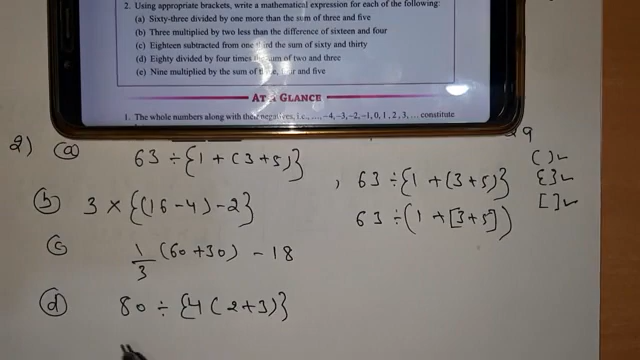 2. Using appropriate brackets, write a mathematical expression for each of the following:
(a) Sixty-three divided by one more than the sum of three and five
(b) Three multiplied by two less than the difference of sixteen and four
(c) Eighteen subtracted from one third the sum of sixty and thirty
(d) Eighty divided by four times the sum of two and three
(e) Nine multiplied by the sum of three, four and five
AT A GLANCE
1. The whole numbers along with their negatives, i.e., ..., –4, –3, –2, –1, 0, 1, 2, 3, ... constitute
29
2) (a) 63 ÷ {1 + (3+5)}
, 63 ÷ {1 + (3+5)}
63 ÷ (1 + [3+5])
( ) ✓
{ } ✓
[ ] ✓
(b) 3 × {(16 - 4) - 2}
(c) 1/3 (60 + 30) - 18
(d) 80 ÷ {4 (2+3)}